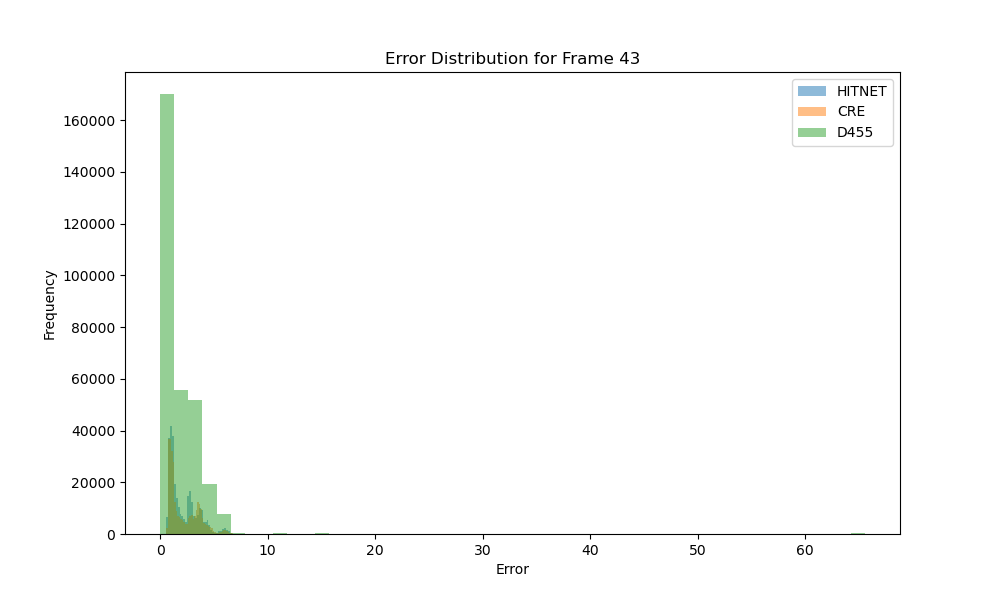 Error Distribution for Frame 43
HITNET
CRE
D455
160000
140000
120000
100000
80000
60000
40000
20000
0
Frequency
0 10 20 30 40 50 60
Error